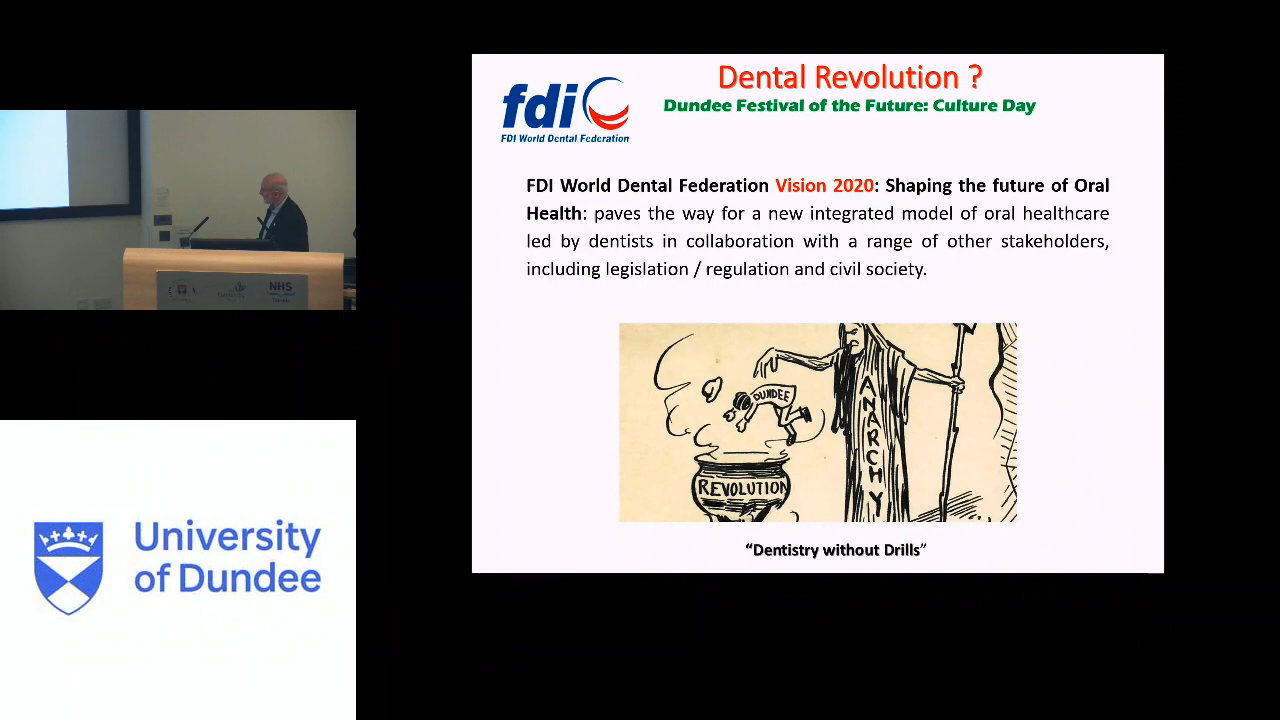 NHS
University
of Dundee
fdi
FDI World Dental Federation
Dental Revolution ?
Dundee Festival of the Future: Culture Day
FDI World Dental Federation Vision 2020: Shaping the future of Oral
Health: paves the way for a new integrated model of oral healthcare
led by dentists in collaboration with a range of other stakeholders,
including legislation / regulation and civil society.
DUNDEE
ANARCHY
REVOLUTION
“Dentistry without Drills”